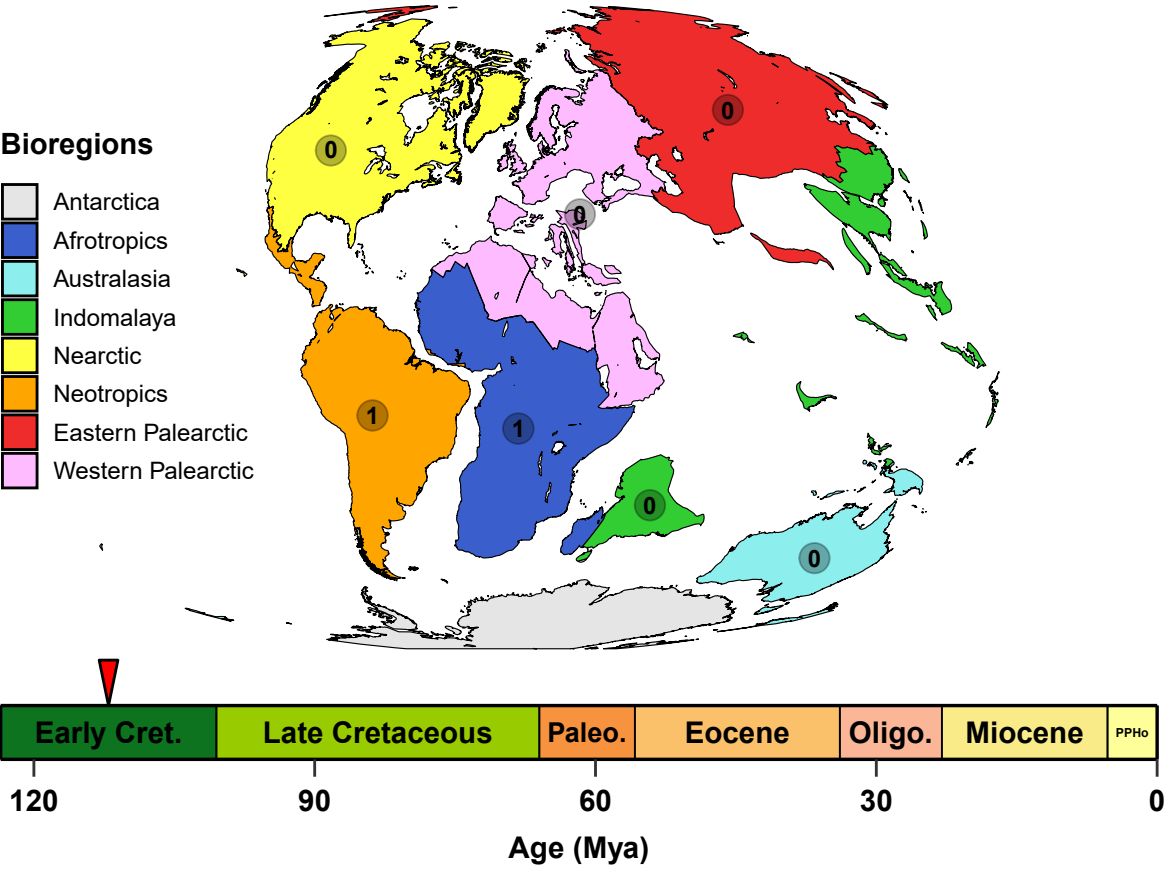 0
0
Bioregions
Antarctica
Afrotropics
Australasia
Indomalaya
Nearctic
Neotropics
Eastern Palearctic
Western Palearctic
0
1
1
0
0
Early Cret.
Late Cretaceous
Paleo.
Eocene
Oligo.
Miocene
PPHo
120
90
60
30
0
Age (Mya)